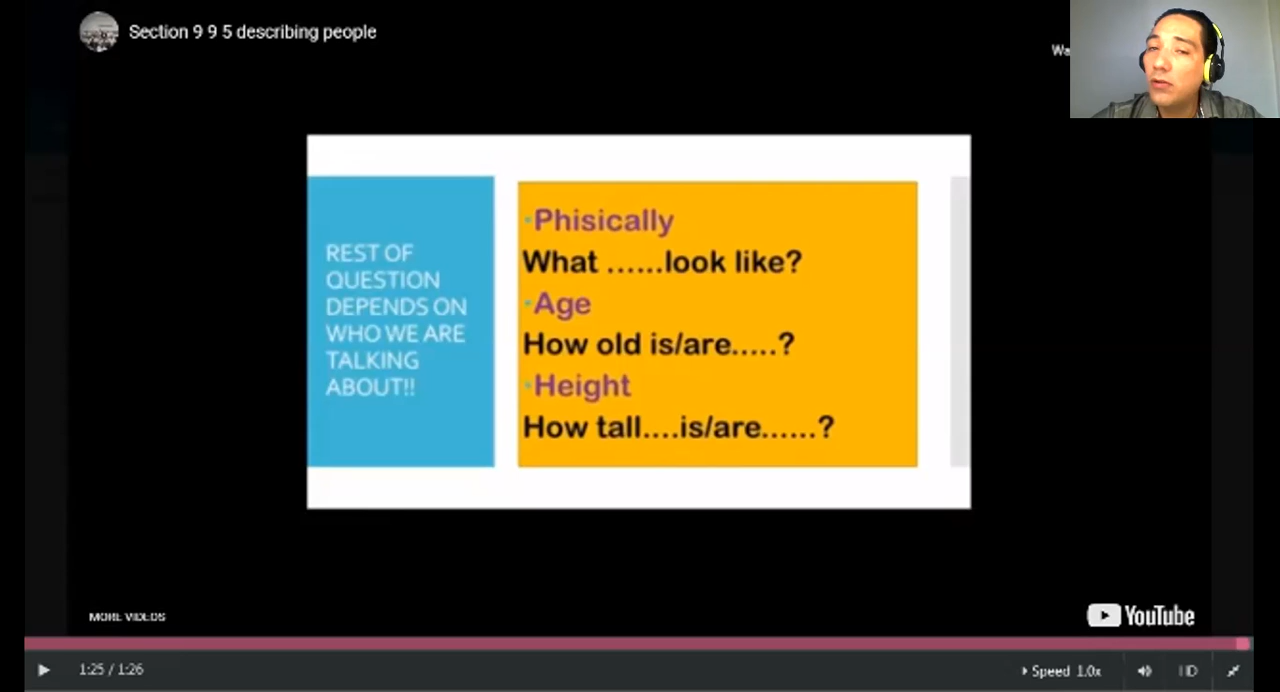 Section 9 9 5 describing people
REST OF
QUESTION
DEPENDS ON
WHO WE ARE
TALKING
ABOUT!!
·Phisically
What ......look like?
·Age
How old is/are.....?
·Height
How tall....is/are......?
MORE VIDEOS
YouTube
1:25 / 1:26
Speed 1.0x
HD